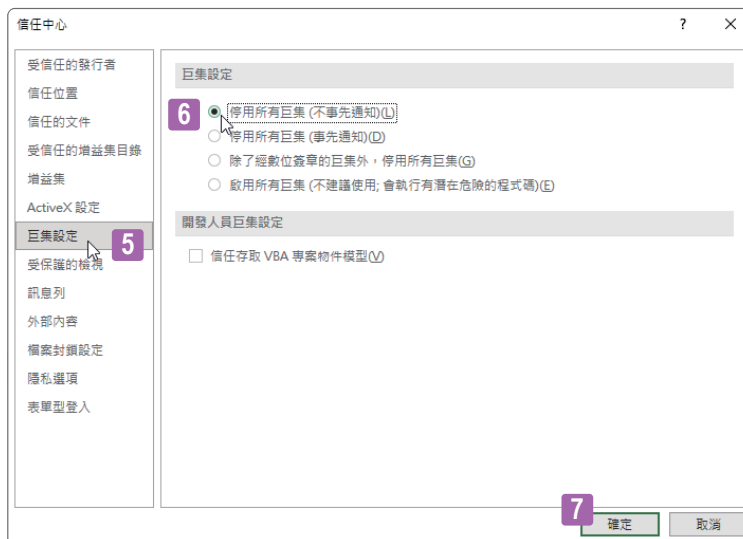 信任中心
?
受信任的發行者
信任位置
信任的文件
受信任的增益集目錄
增益集
ActiveX 設定
巨集設定
5
受保護的檢視
訊息列
外部內容
檔案封鎖設定
隱私選項
表單型登入
巨集設定
6
停用所有巨集 (不事先通知)(L)
停用所有巨集 (事先通知)(D)
除了經數位簽章的巨集外，停用所有巨集(G)
啟用所有巨集 (不建議使用; 會執行有潛在危險的程式碼)(E)
開發人員巨集設定
信任存取 VBA 專案物件模型(V)
7
確定
取消